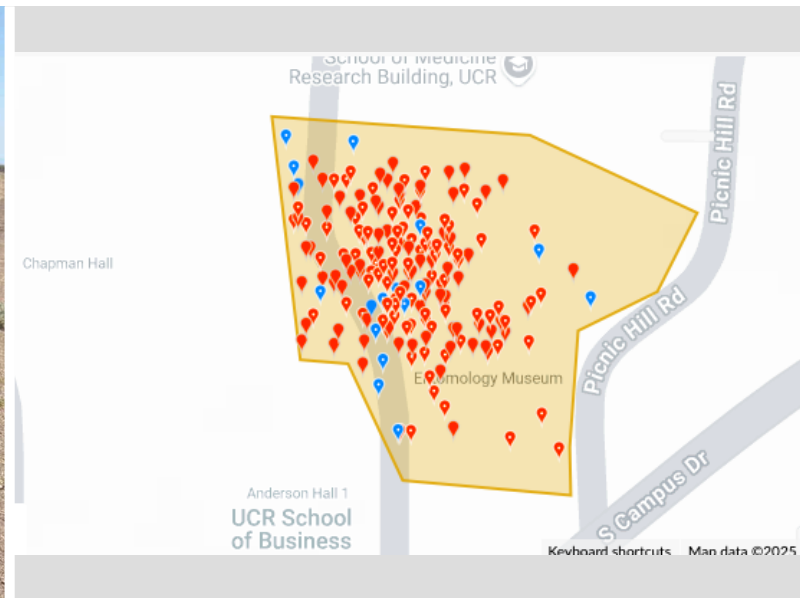 School of Medicine
Research Building, UCR
Picnic Hill Rd
Chapman Hall
Picnic Hill Rd
Entomology Museum
S Campus Dr
Anderson Hall 1
UCR School
of Business
Keyboard shortcuts Map data ©2025